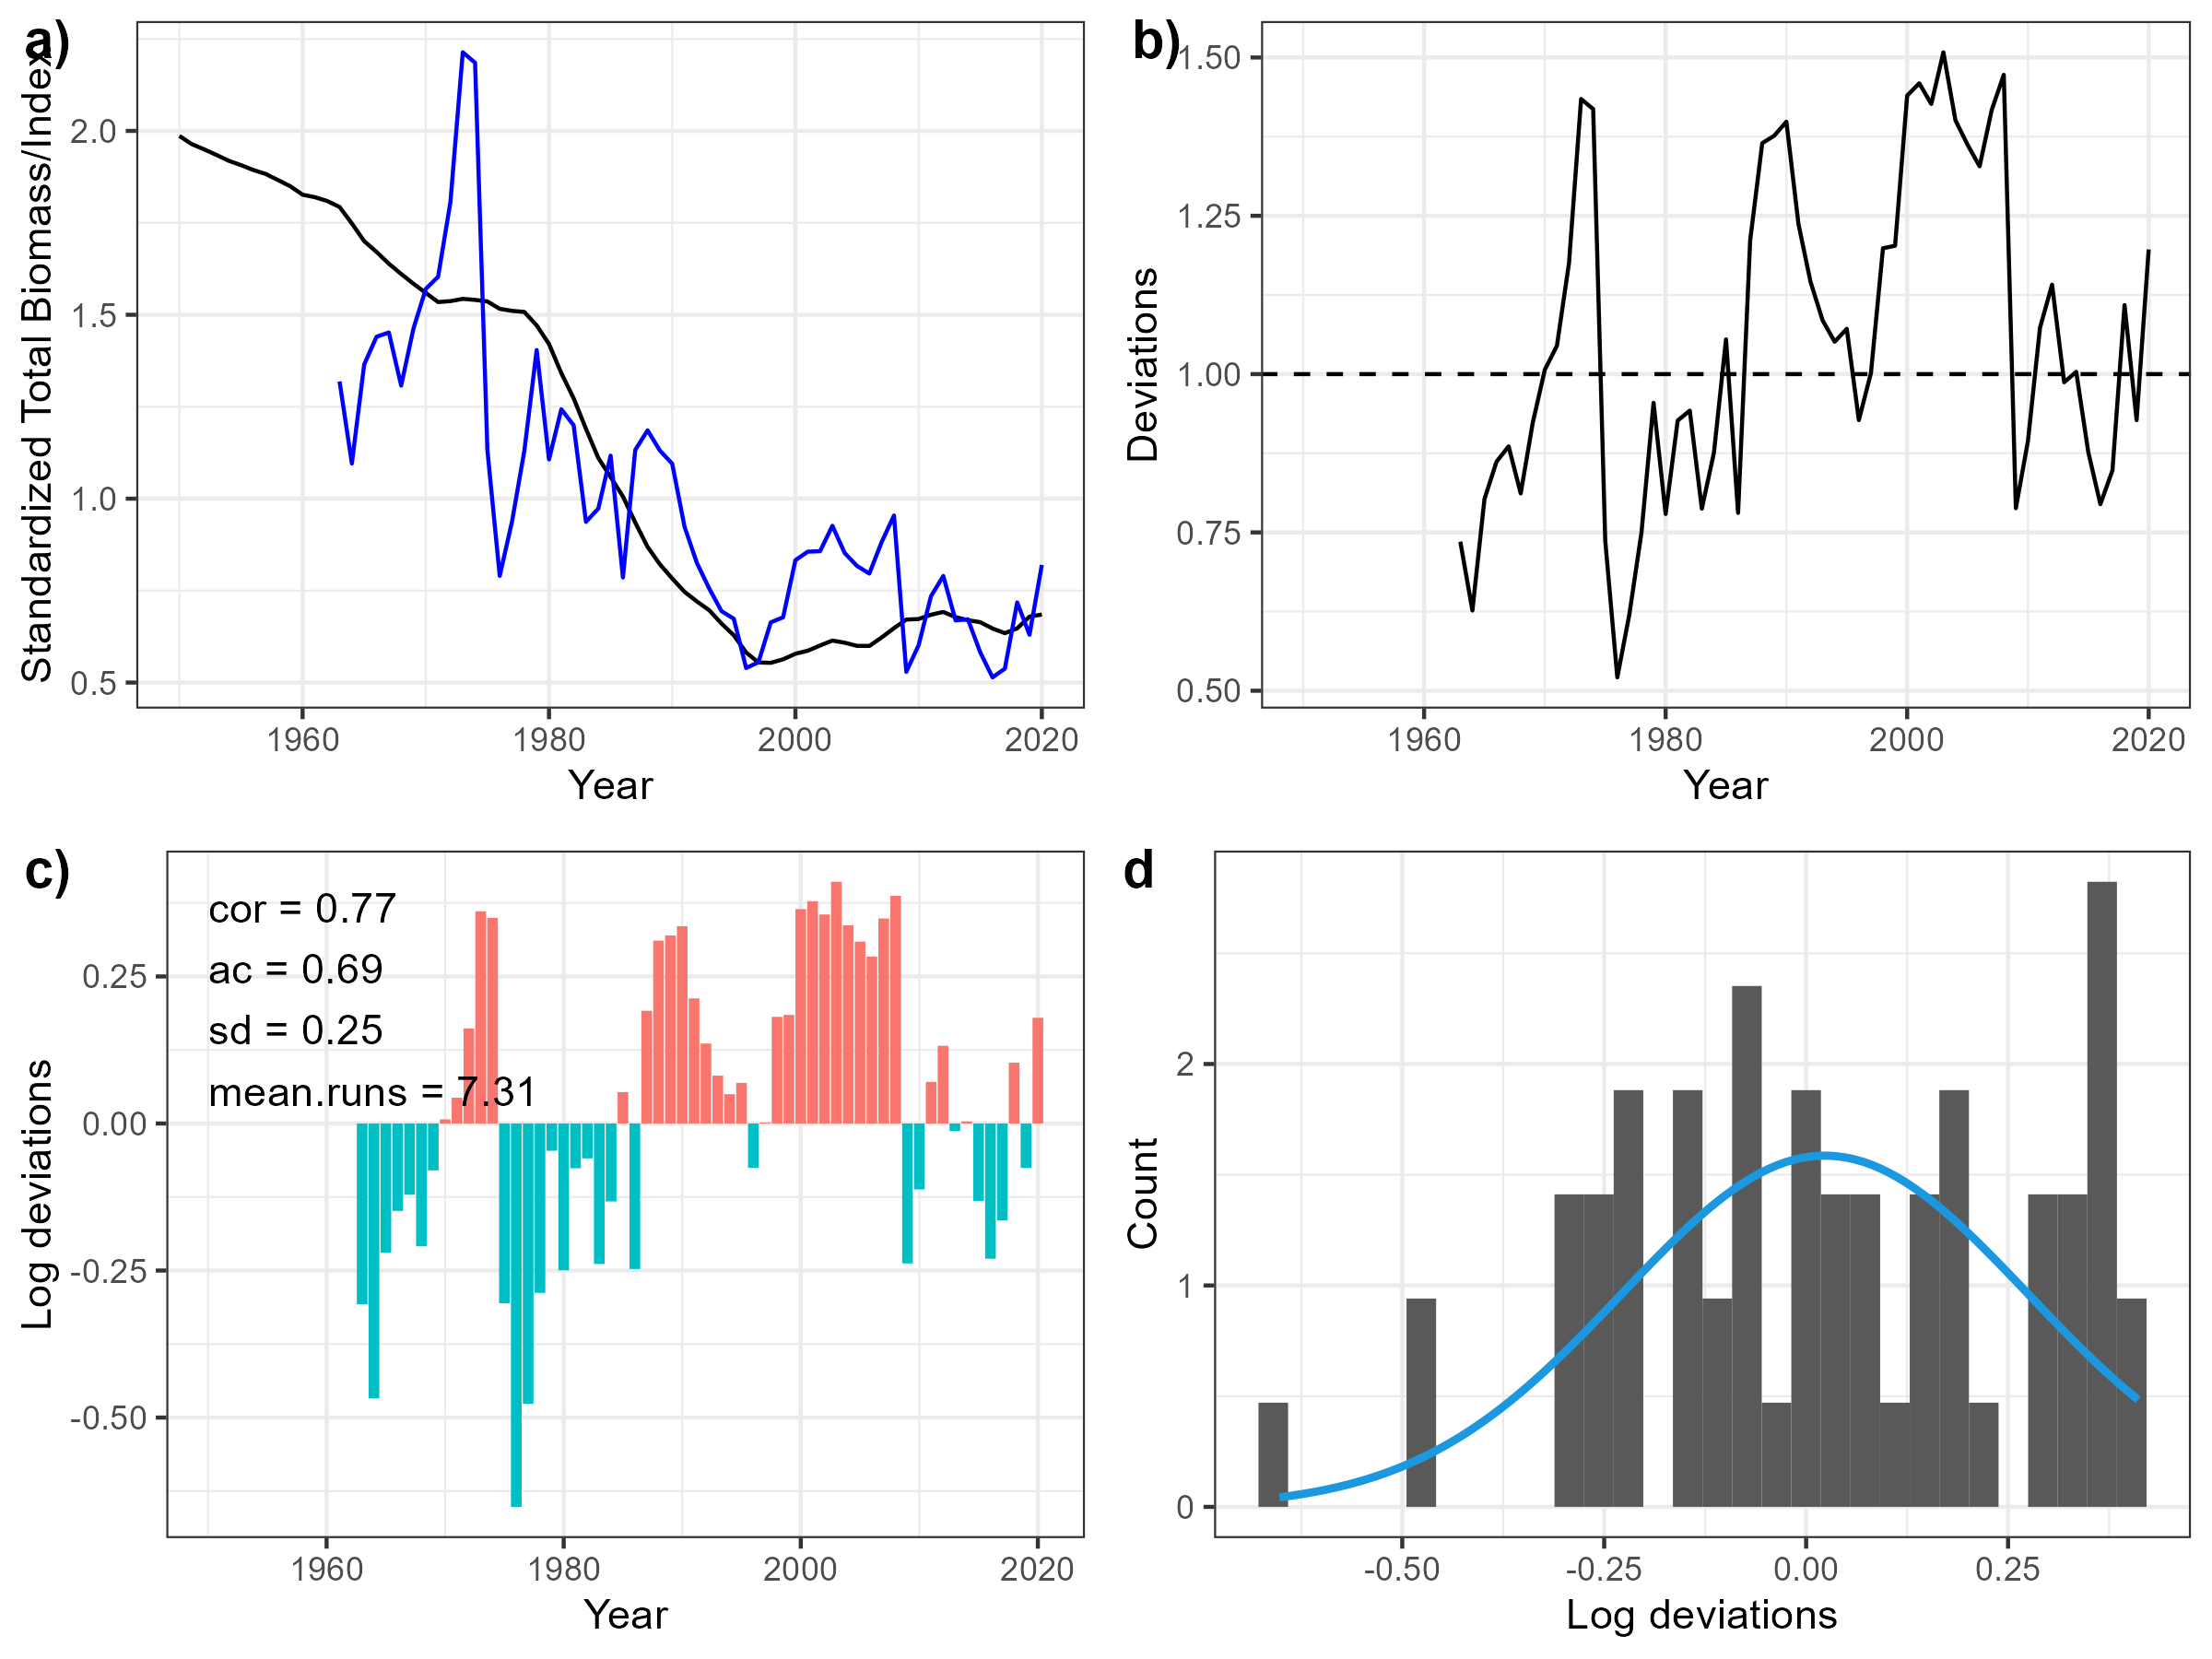 a)
Standardized Total Biomass/Index
2.0
1.5
1.0
0.5
1960 1980 2000 2020
Year
b)
Deviations
1.50
1.25
1.00
0.75
0.50
1960 1980 2000 2020
Year
c)
cor = 0.77
ac = 0.69
sd = 0.25
mean.runs = 7.31
Log deviations
0.25
0.00
-0.25
-0.50
1960 1980 2000 2020
Year
d
Count
2
1
0
-0.50 -0.25 0.00 0.25
Log deviations